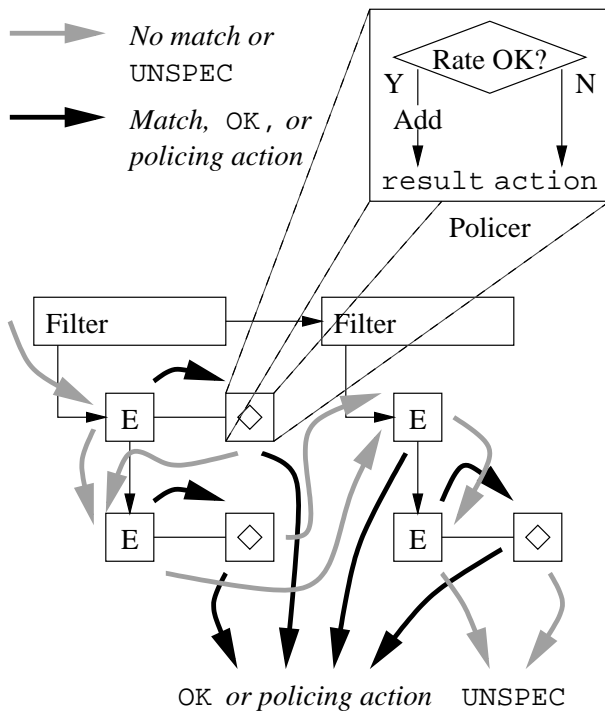 No match or
UNSPEC
Match, OK, or
policing action
Rate OK?
Y
N
Add
result action
Policer
Filter
Filter
E
E
E
E
OK or policing action
UNSPEC